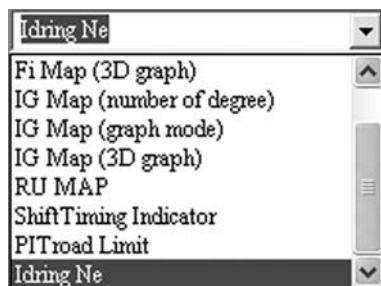 Idring Ne
Fi Map (3D graph)
IG Map (number of degree)
IG Map (graph mode)
IG Map (3D graph)
RU MAP
ShiftTiming Indicator
PITroad Limit
Idring Ne